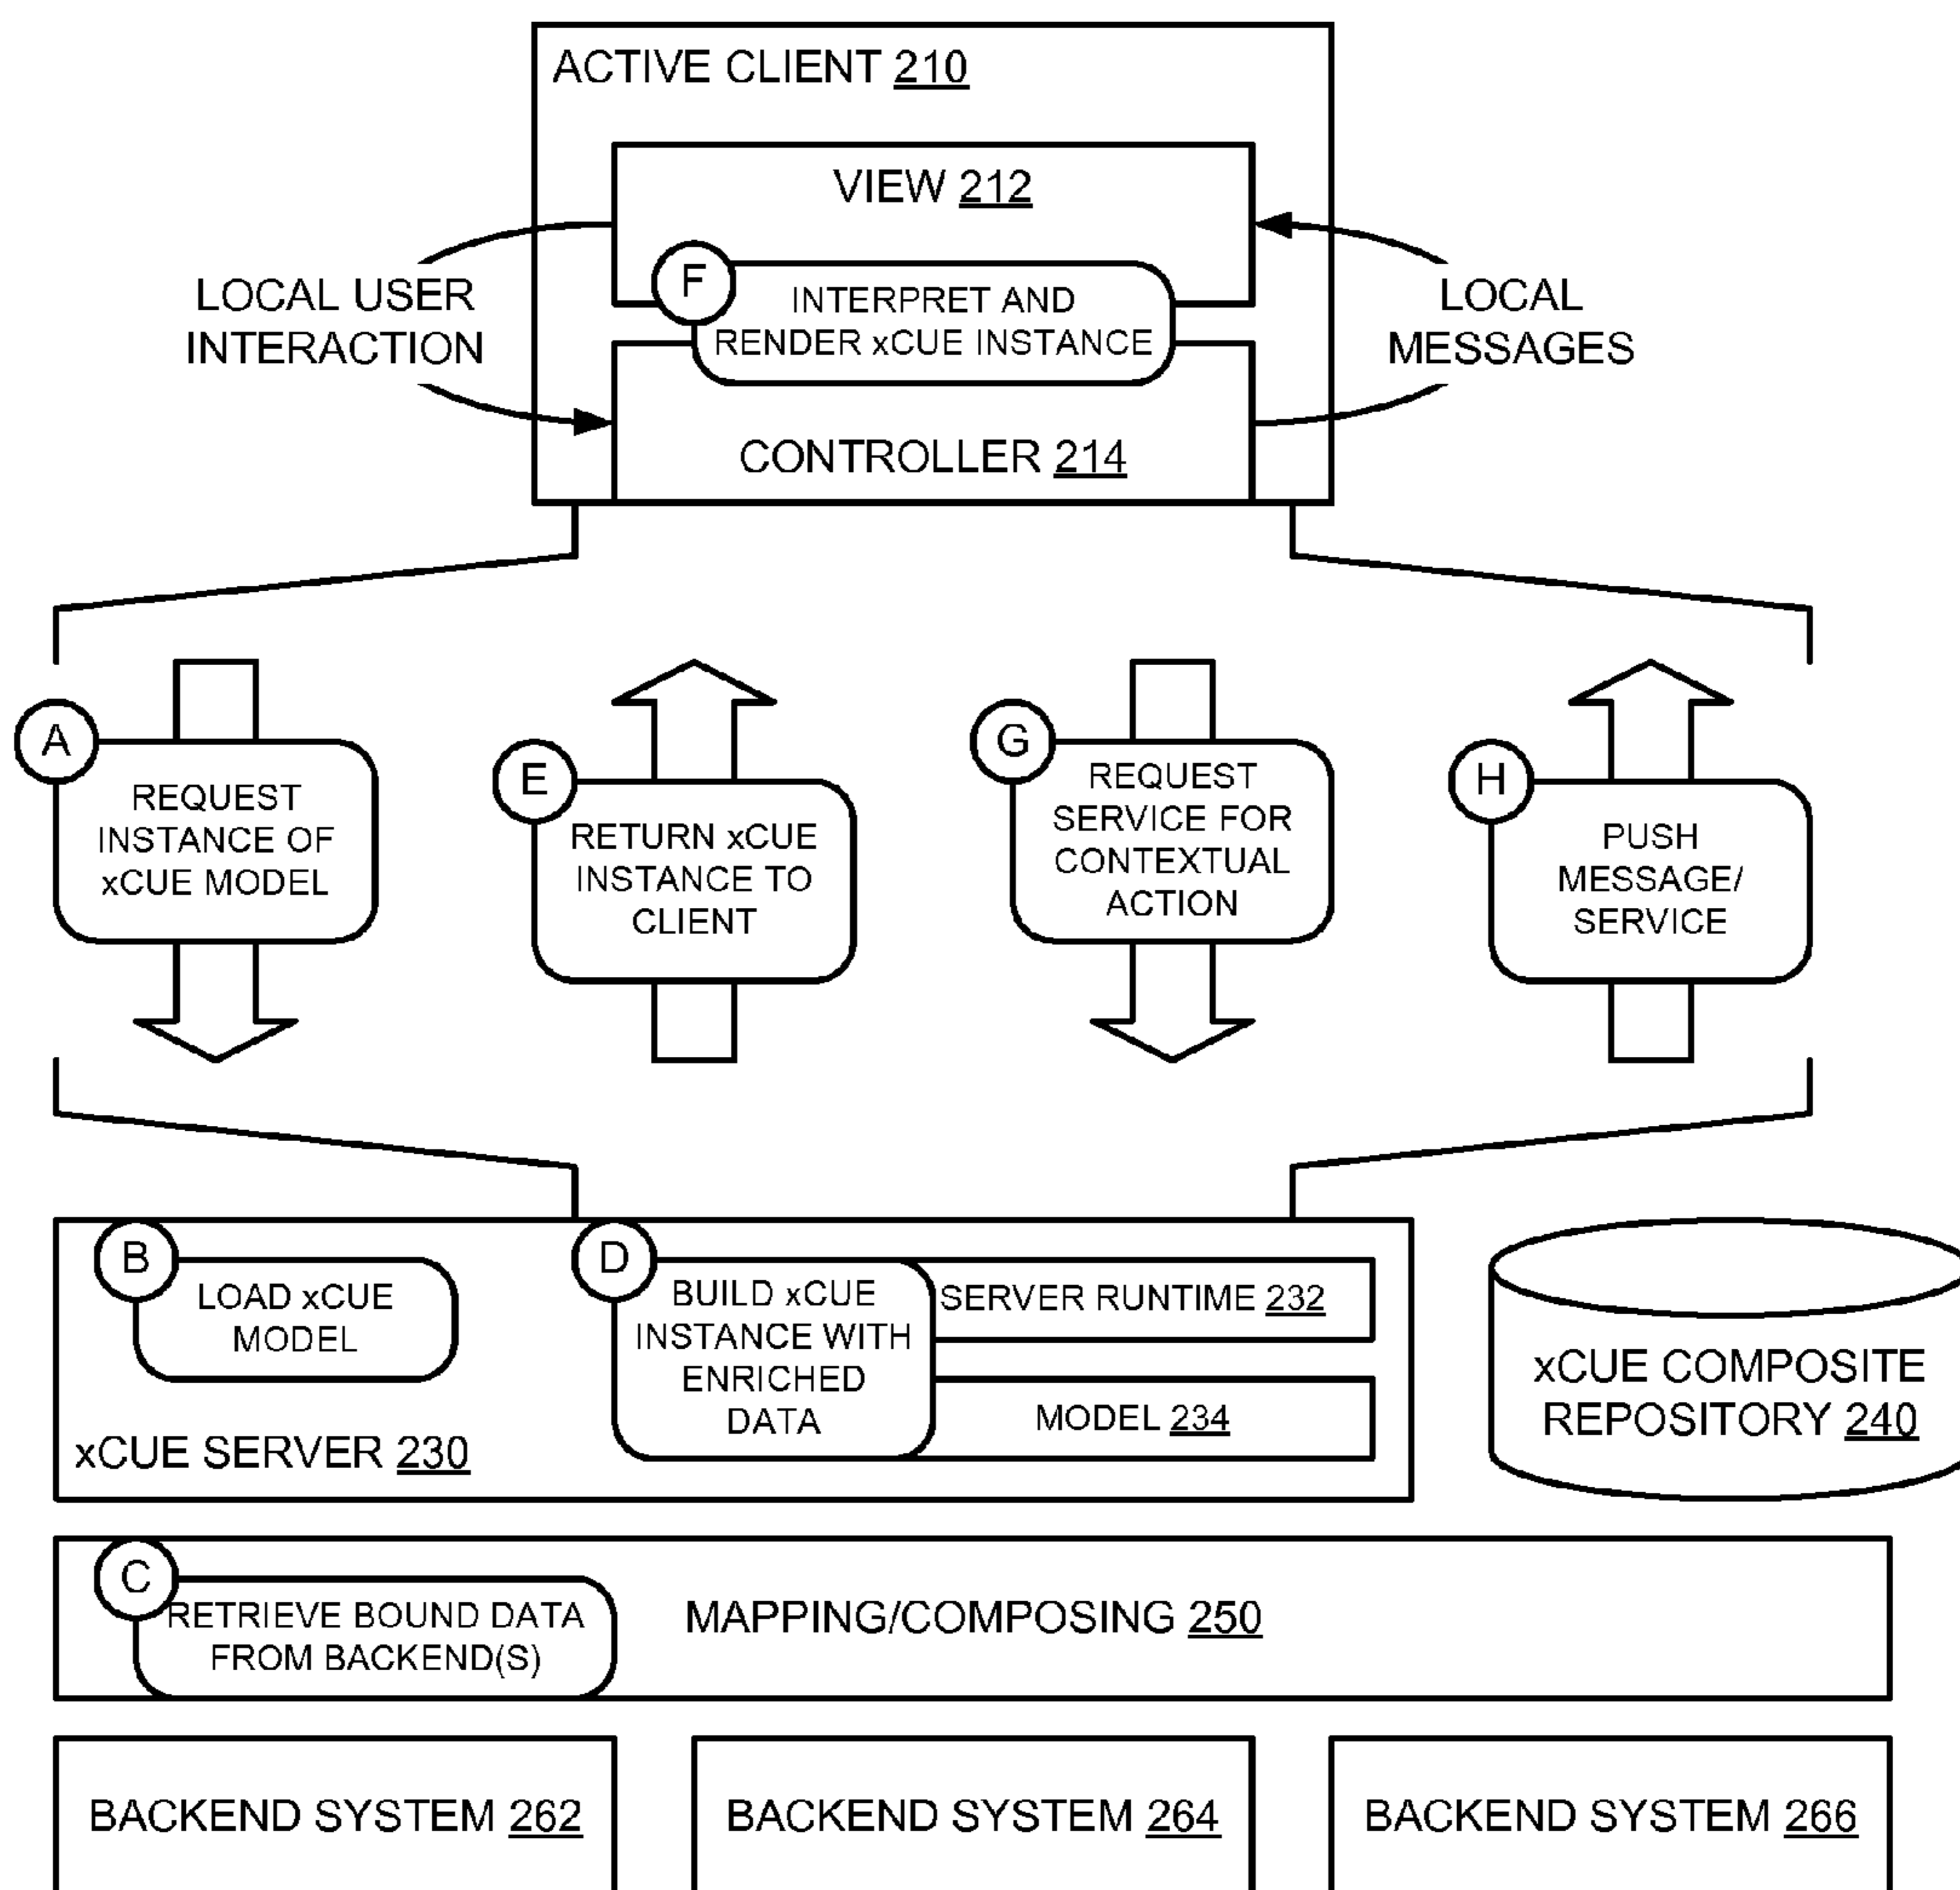 ACTIVE CLIENT 210
VIEW 212
F
INTERPRET AND
RENDER xCUE INSTANCE
LOCAL USER
INTERACTION
LOCAL
MESSAGES
CONTROLLER 214
A
REQUEST
INSTANCE OF
xCUE MODEL
E
RETURN xCUE
INSTANCE TO
CLIENT
G
REQUEST
SERVICE FOR
CONTEXTUAL
ACTION
H
PUSH
MESSAGE/
SERVICE
B
LOAD xCUE
MODEL
xCUE SERVER 230
D
BUILD xCUE
INSTANCE WITH
ENRICHED
DATA
SERVER RUNTIME 232
MODEL 234
xCUE COMPOSITE
REPOSITORY 240
C
RETRIEVE BOUND DATA
FROM BACKEND(S)
MAPPING/COMPOSING 250
BACKEND SYSTEM 262
BACKEND SYSTEM 264
BACKEND SYSTEM 266